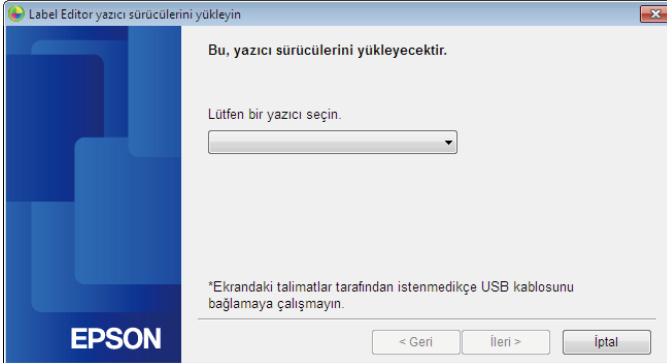 Label Editor yazıcı sürücülerini yükleyin
Bu, yazıcı sürücülerini yükleyecektir.
Lütfen bir yazıcı seçin.
*Ekrandaki talimatlar tarafından istenmedikçe USB kablosunu
bağlamaya çalışmayın.
EPSON
< Geri
İleri >
İptal